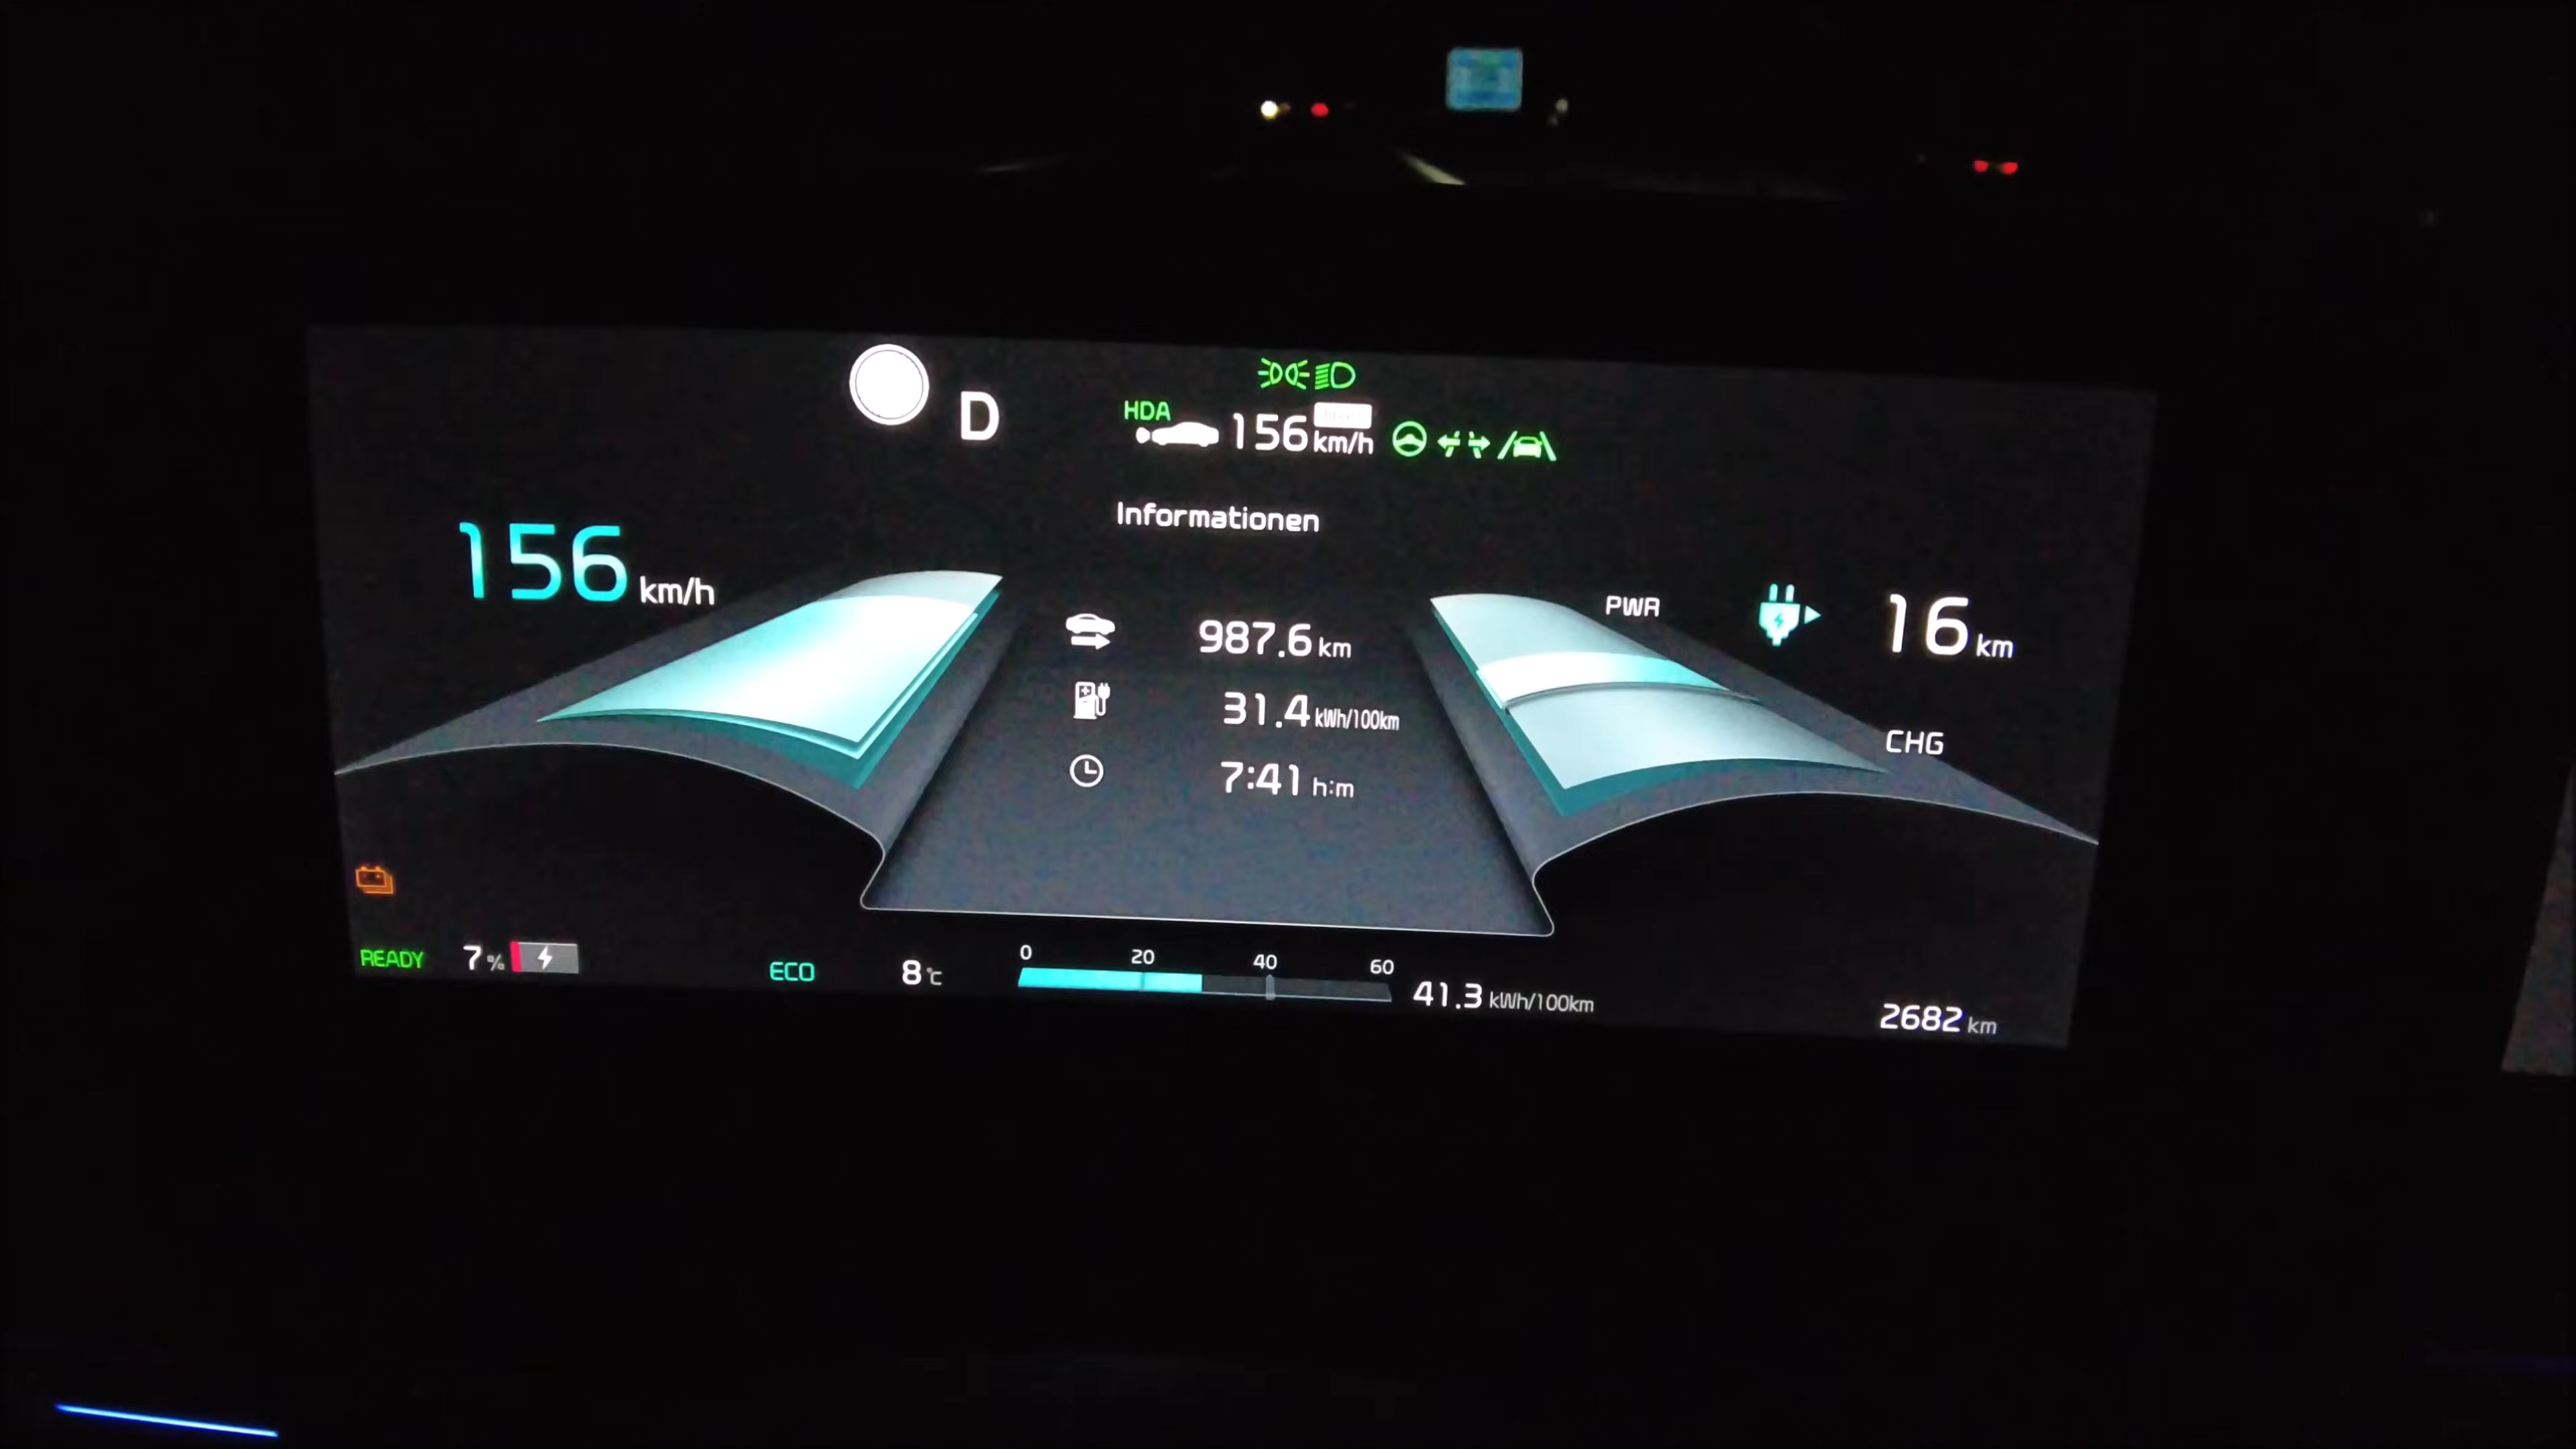 D
HDA
156 km/h
Informationen
156 km/h
987.6 km
31.4 kWh/100km
7:41 h:m
PWR
16 km
CHG
READY
7 %
ECO
8 ℃
0 20 40 60
41.3 kWh/100km
2682 km